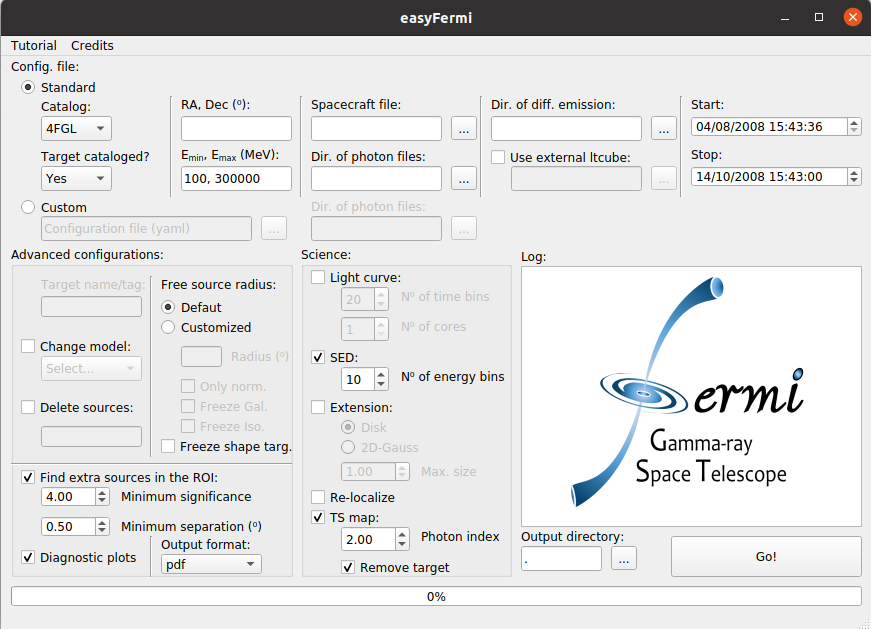 easyFermi
Tutorial Credits
Config. file:
Standard
Catalog:
4FGL
Target cataloged?
Yes
RA, Dec (º):
Emin, Emax (MeV):
100, 300000
Spacecraft file:
...
Dir. of photon files:
...
Dir. of diff. emission:
...
Use external ltcube:
...
Start:
04/08/2008 15:43:36
Stop:
14/10/2008 15:43:00
Custom
Configuration file (yaml)
...
Dir. of photon files:
...
Advanced configurations:
Target name/tag:
Change model:
Select...
Delete sources:
Free source radius:
Defaut
Customized
Radius (º)
Only norm.
Freeze Gal.
Freeze Iso.
Freeze shape targ.
Find extra sources in the ROI:
4.00 Minimum significance
0.50 Minimum separation (º)
Diagnostic plots
Output format:
pdf
Science:
Light curve:
20 Nº of time bins
1 Nº of cores
SED:
10 Nº of energy bins
Extension:
Disk
2D-Gauss
1.00 Max. size
Re-localize
TS map:
2.00 Photon index
Remove target
Log:
Fermi
Gamma-ray
Space Telescope
Output directory:
.
...
Go!
0%